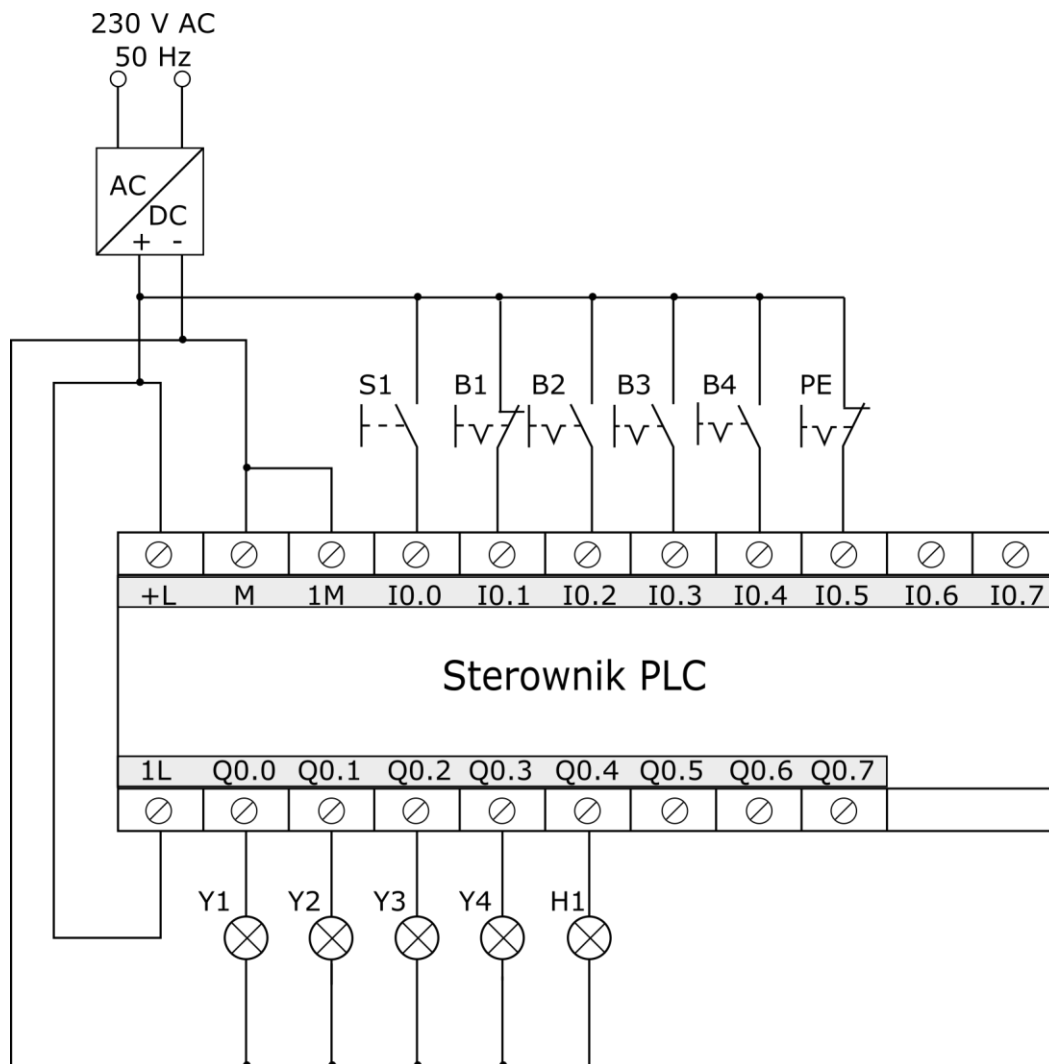 230 V AC
50 Hz
AC
DC
+ -
S1 B1 B2 B3 B4 PE
+L M 1M I0.0 I0.1 I0.2 I0.3 I0.4 I0.5 I0.6 I0.7
Sterownik PLC
1L Q0.0 Q0.1 Q0.2 Q0.3 Q0.4 Q0.5 Q0.6 Q0.7
Y1 Y2 Y3 Y4 H1